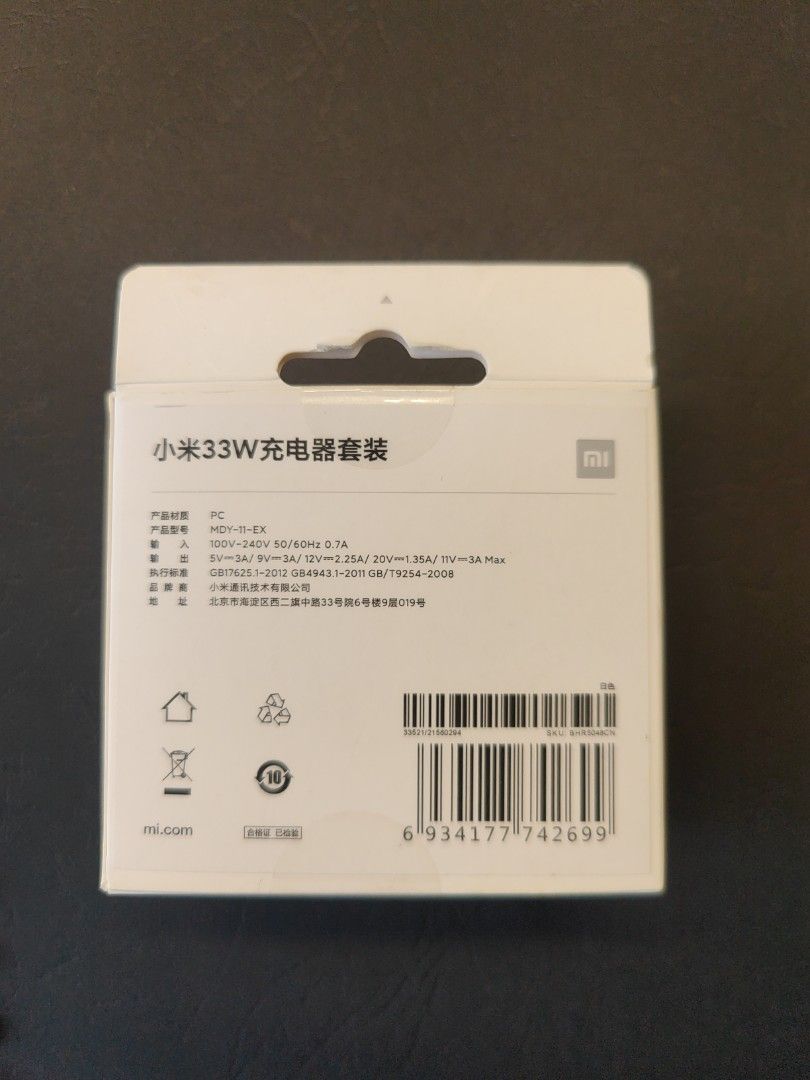 小米33W充电器套装
mi
产品材质 PC
产品型号 MDY-11-EX
输 入 100V-240V 50/60Hz 0.7A
输 出 5V⎓3A/ 9V⎓3A/ 12V⎓2.25A/ 20V⎓1.35A/ 11V⎓3A Max
执行标准 GB17625.1-2012 GB4943.1-2011 GB/T9254-2008
品 牌 商 小米通讯技术有限公司
地 址 北京市海淀区西二旗中路33号院6号楼9层019号
白色
33521/21560294 SKU: BHR5048CN
10
6 934177 742699
mi.com
合格证 已检验